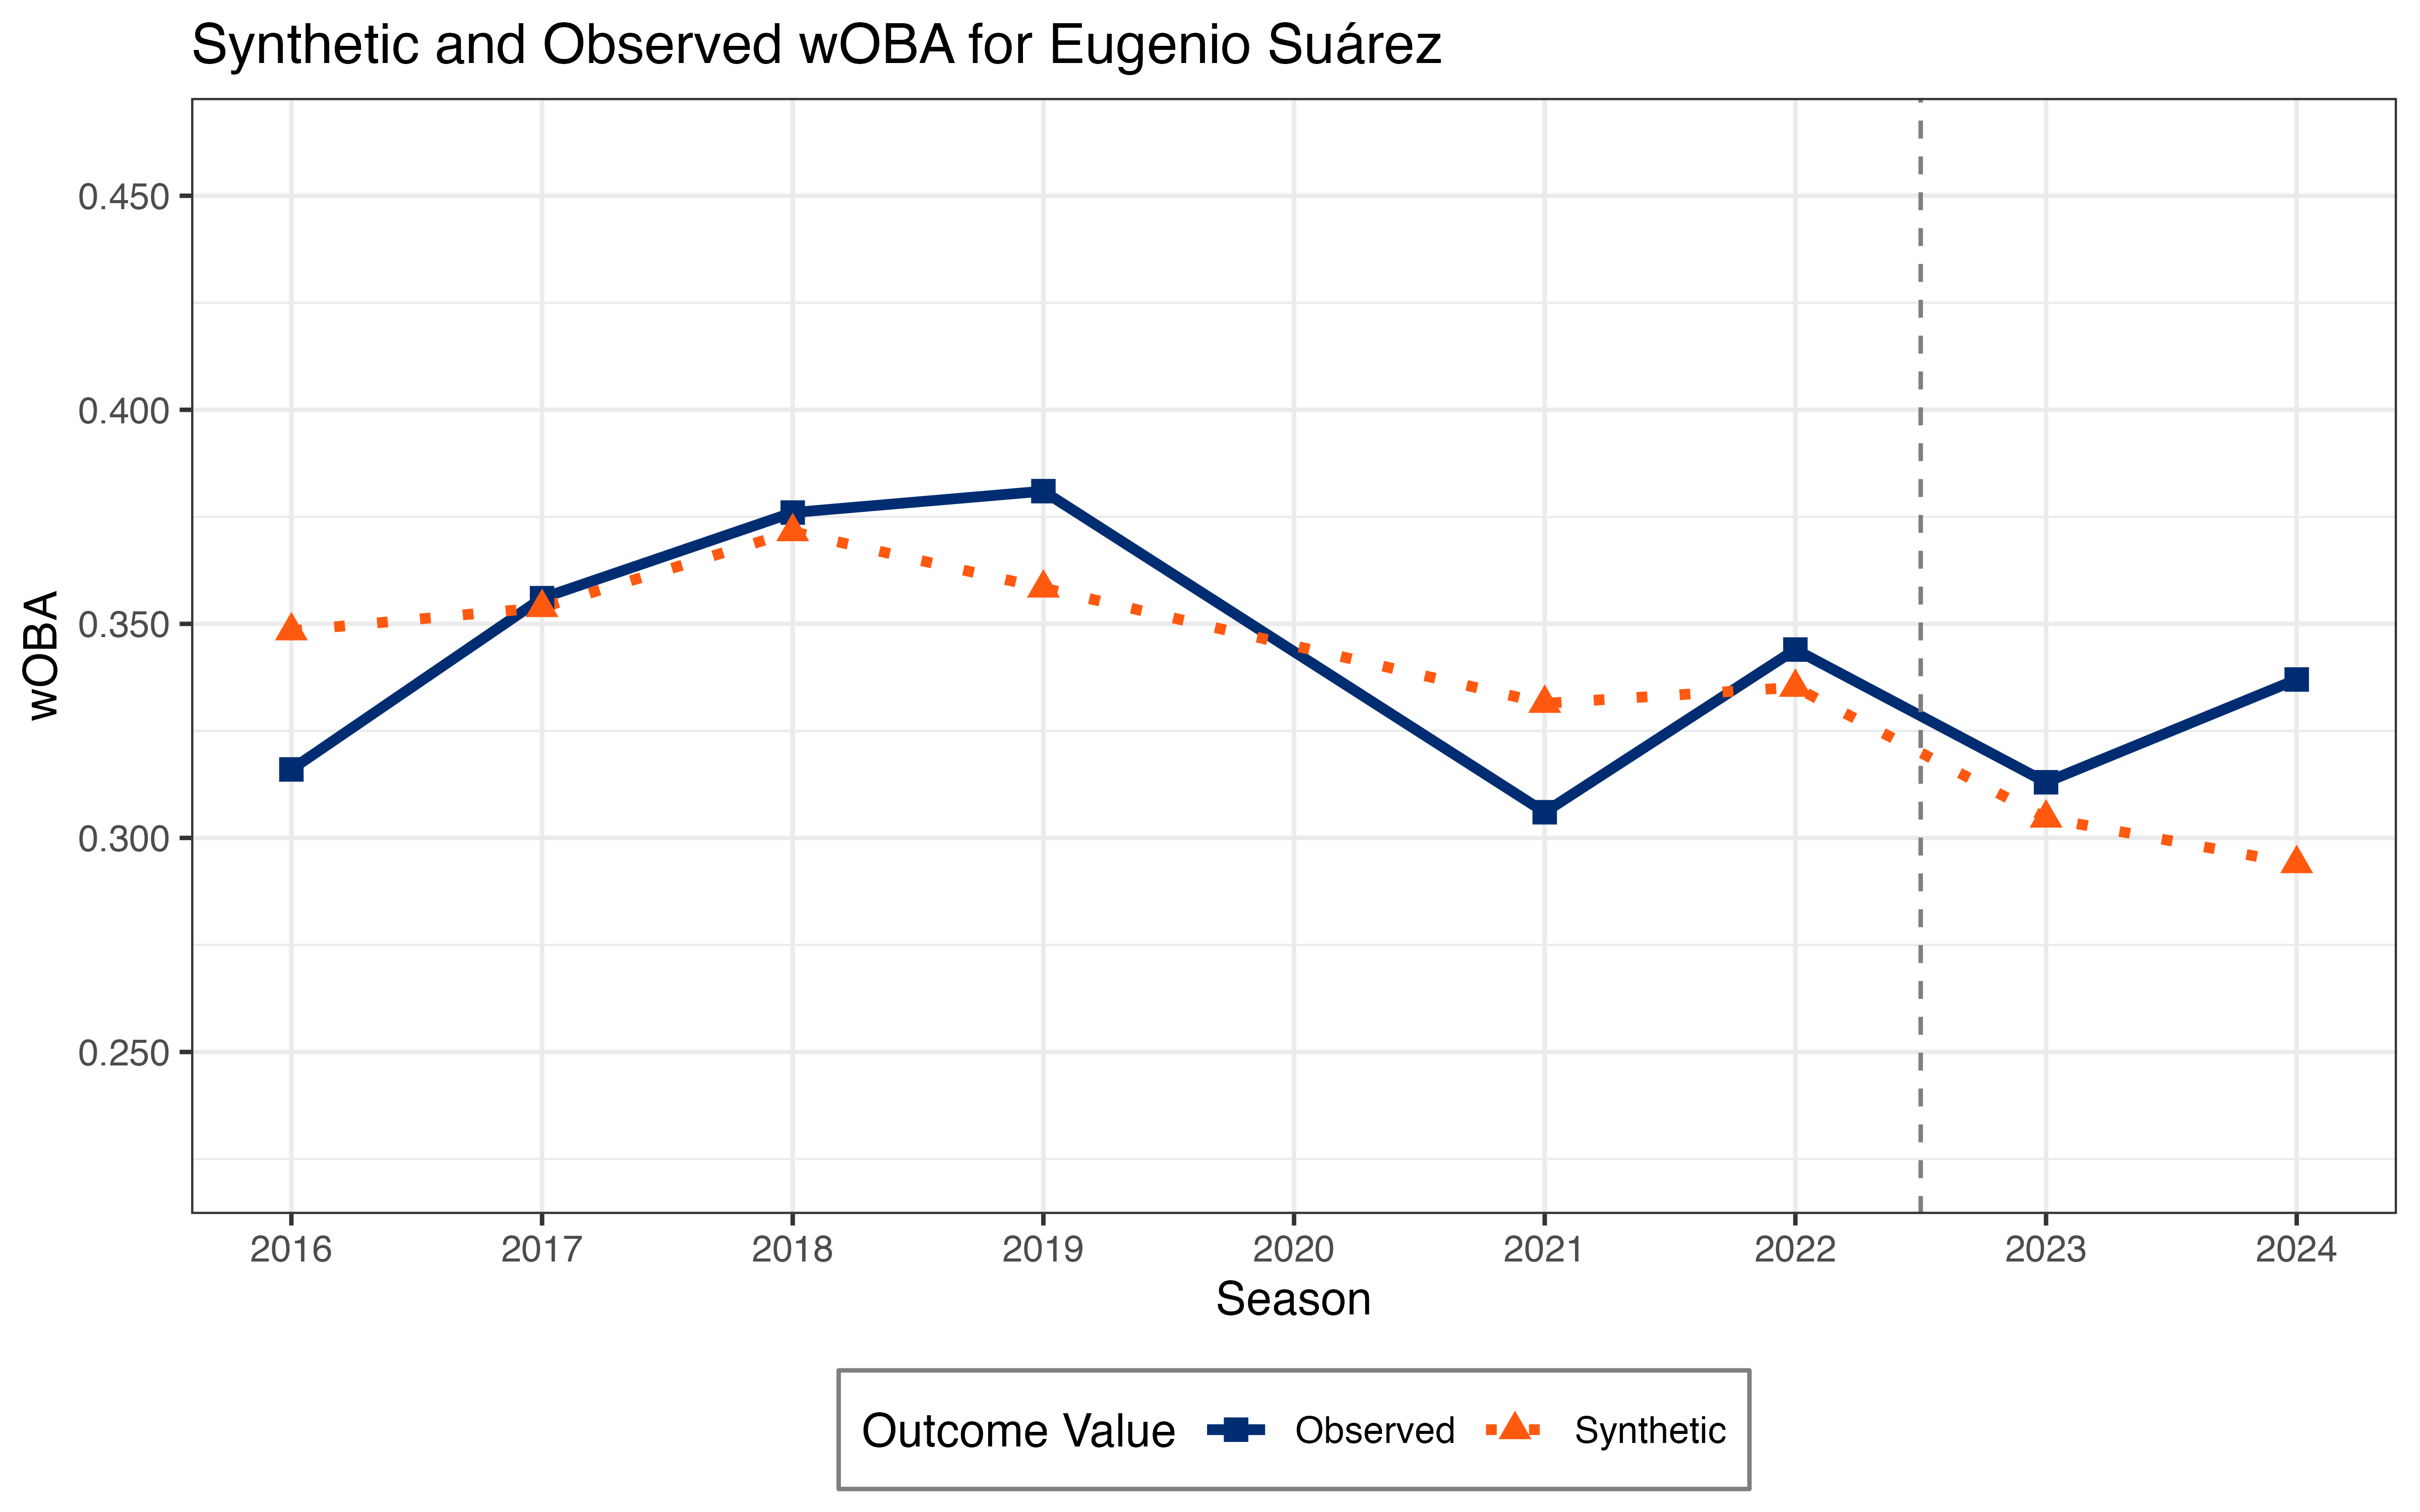 Synthetic and Observed wOBA for Eugenio Suárez
wOBA
0.450
0.400
0.350
0.300
0.250
2016 2017 2018 2019 2020 2021 2022 2023 2024
Season
Outcome Value Observed Synthetic